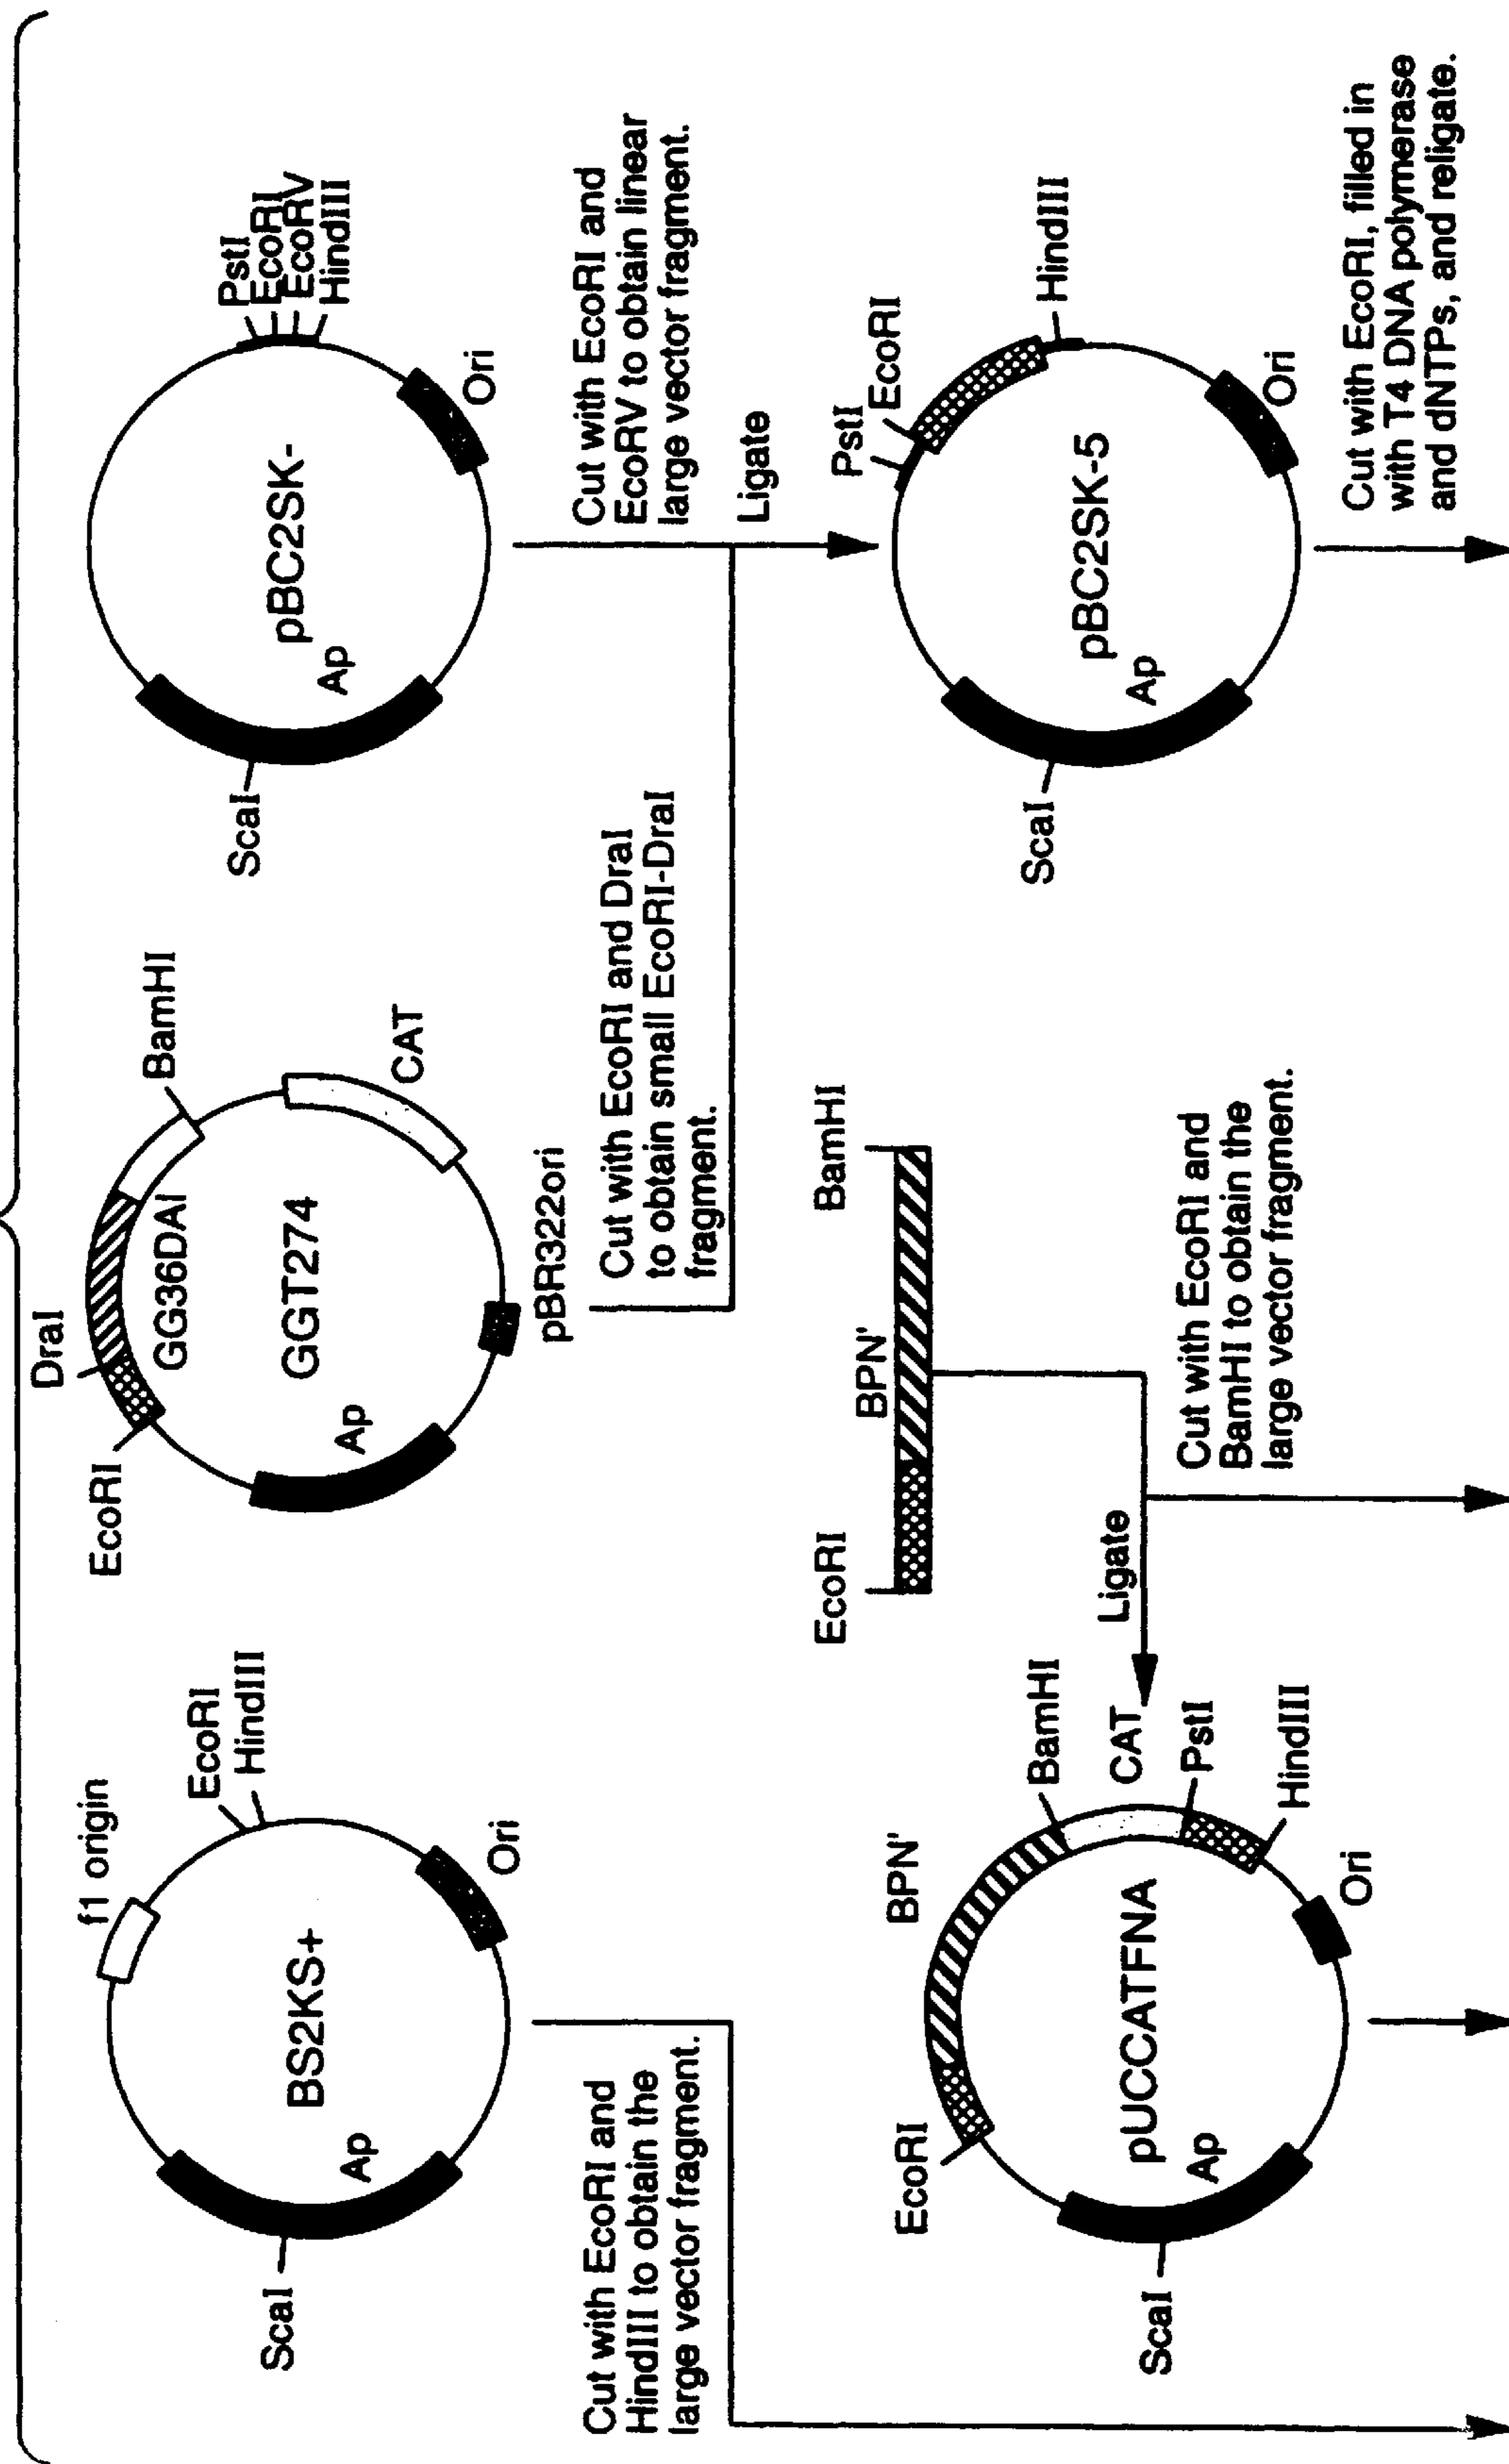 f1 origin
EcoRI
HindIII
ScaI
BS2KS+
Ap
Ori
Cut with EcoRI and
HindIII to obtain the
large vector fragment.
DraI
EcoRI
BamHI
GG36DAI
GGT274
Ap
CAT
pBR322ori
Cut with EcoRI and DraI
to obtain small EcoRI-DraI
fragment.
PstI
EcoRI
EcoRV
HindIII
ScaI
pBC2SK-
Ap
Ori
Cut with EcoRI and
EcoRV to obtain linear
large vector fragment.
Ligate
EcoRI
BPN'
BamHI
Ligate
Cut with EcoRI and
BamHI to obtain the
large vector fragment.
BPN'
EcoRI
BamHI
CAT
PstI
HindIII
ScaI
pUCCATFNA
Ap
Ori
PstI
EcoRI
HindIII
ScaI
pBC2SK-5
Ap
Ori
Cut with EcoRI, filled in
with T4 DNA polymerase
and dNTPs, and religate.